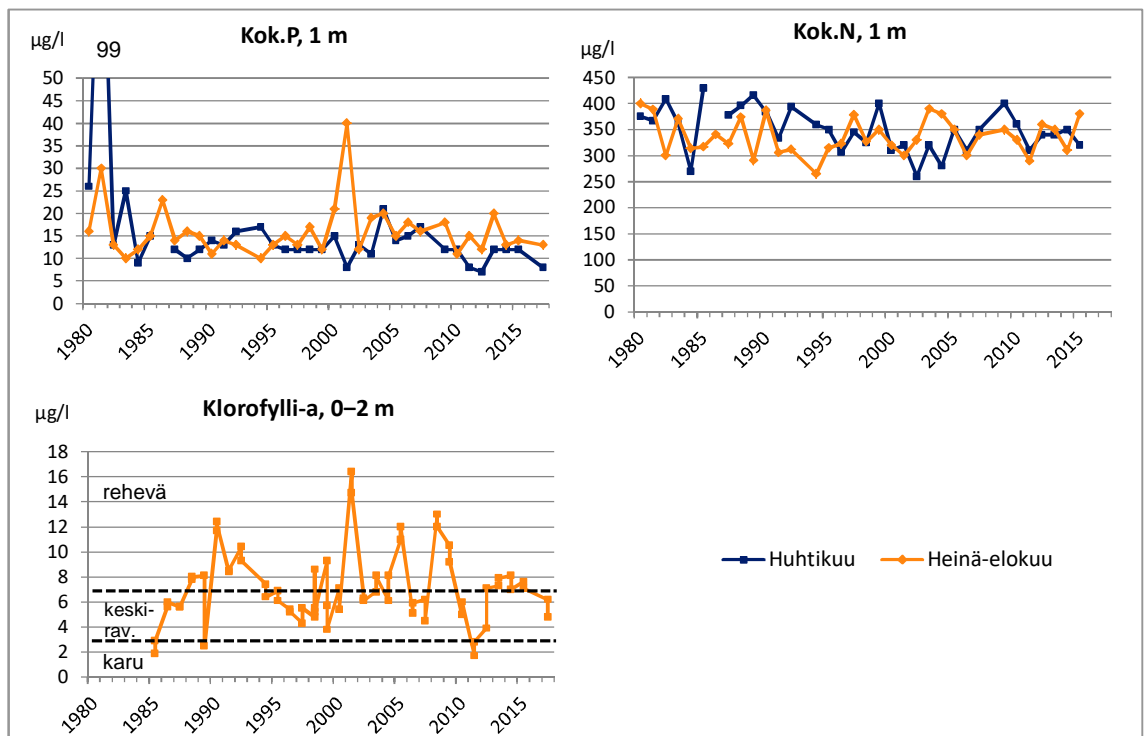 Kok.P, 1 m
µg/l
99
50
45
40
35
30
25
20
15
10
5
0
1980 1985 1990 1995 2000 2005 2010 2015
Kok.N, 1 m
µg/l
450
400
350
300
250
200
150
100
50
0
1980 1985 1990 1995 2000 2005 2010 2015
Klorofylli-a, 0–2 m
µg/l
18
16
14
12
10
8
6
4
2
0
rehevä
keski-
rav.
karu
1980 1985 1990 1995 2000 2005 2010 2015
Huhtikuu Heinä-elokuu